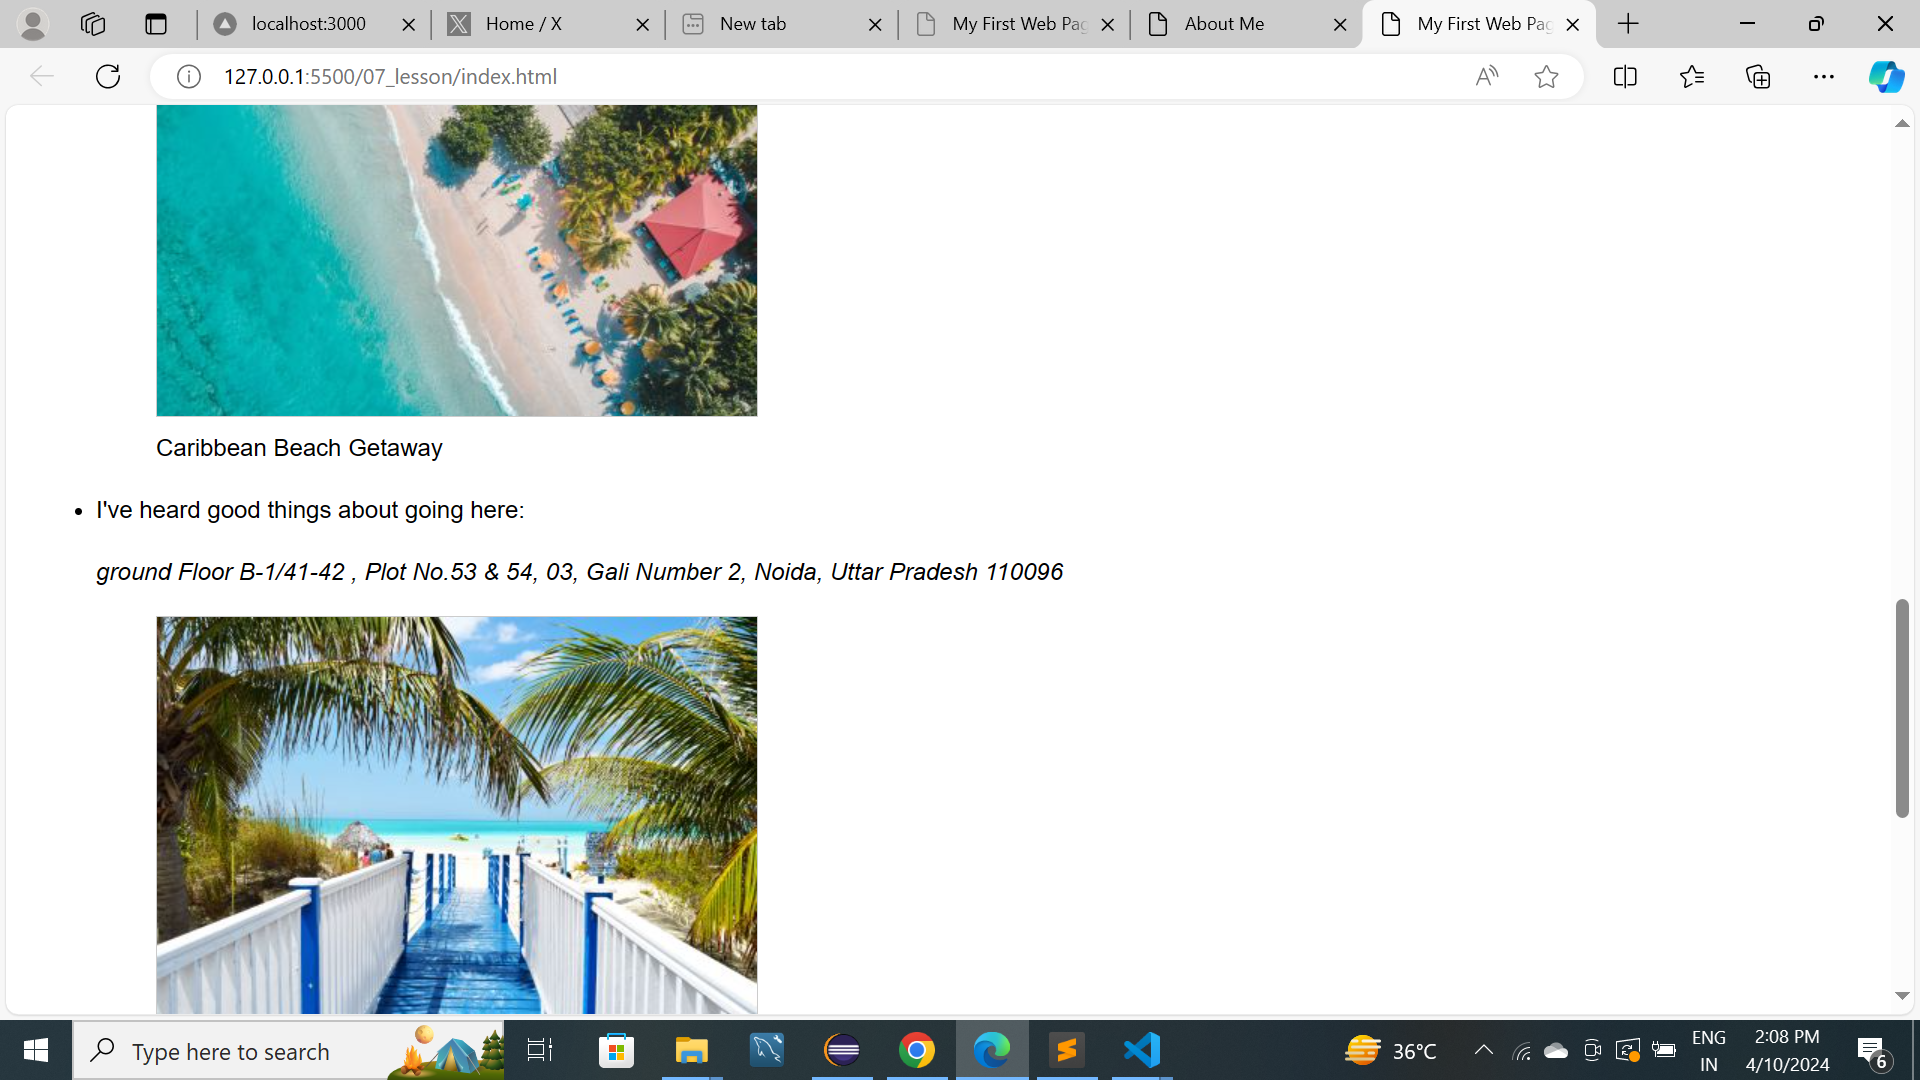 localhost:3000
Home / X
New tab
My First Web Pag
About Me
My First Web Pag
127.0.0.1:5500/07_lesson/index.html
Caribbean Beach Getaway
• I've heard good things about going here:
ground Floor B-1/41-42 , Plot No.53 & 54, 03, Gali Number 2, Noida, Uttar Pradesh 110096
Type here to search
36°C
ENG
IN
2:08 PM
4/10/2024
6